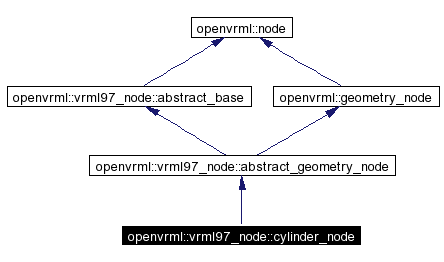 openvrml::node
openvrml::vrml97_node::abstract_base
openvrml::geometry_node
openvrml::vrml97_node::abstract_geometry_node
openvrml::vrml97_node::cylinder_node